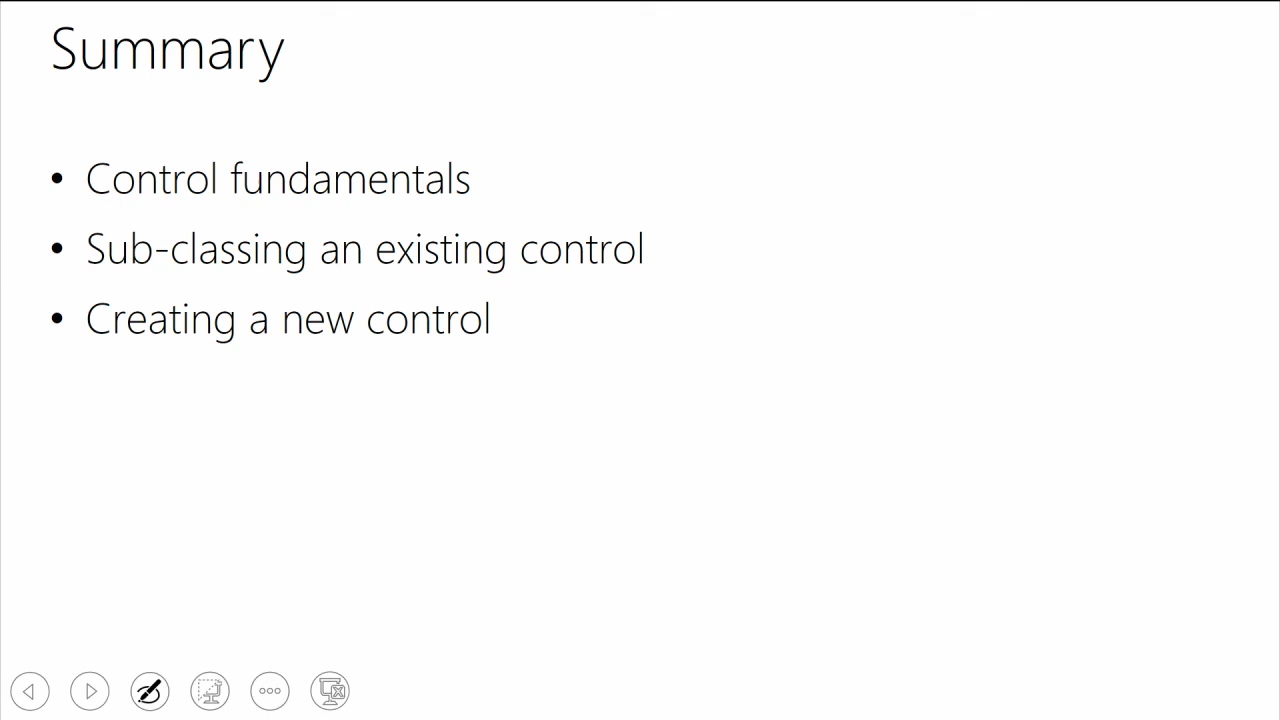 Summary
• Control fundamentals
• Sub-classing an existing control
• Creating a new control